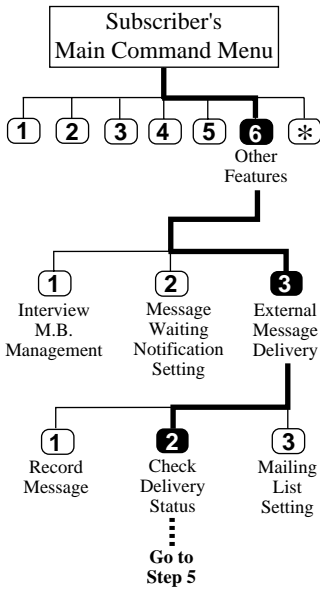 Subscriber's
Main Command Menu
1 2 3 4 5 6 *
Other
Features
1 2 3
Interview
M.B.
Management
Message
Waiting
Notification
Setting
External
Message
Delivery
1 2 3
Record
Message
Check
Delivery
Status
Mailing
List
Setting
Go to
Step 5